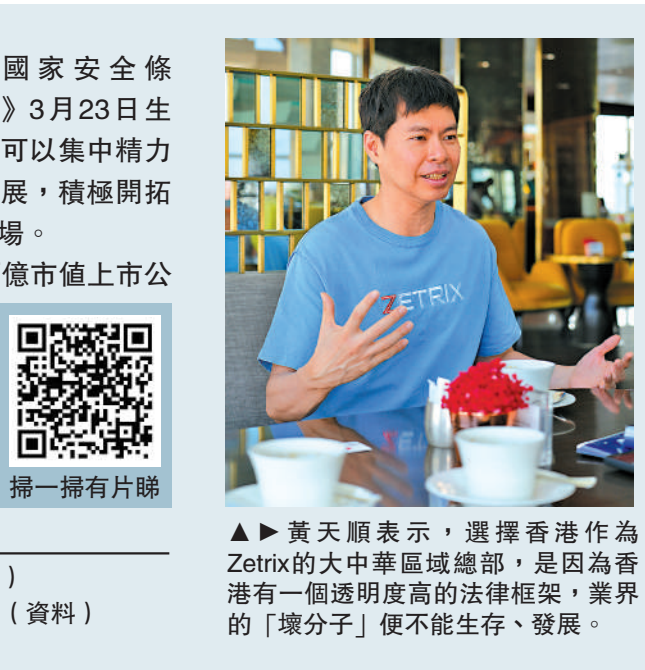 國家安全條
》3月23日生
可以集中精力
展，積極開拓
場。
億市值上市公
掃一掃有片睇
）
（資料）
ZETRIX
▲►黃天順表示，選擇香港作為
Zetrix的大中華區域總部，是因為香
港有一個透明度高的法律框架，業界
的「壞分子」便不能生存、發展。